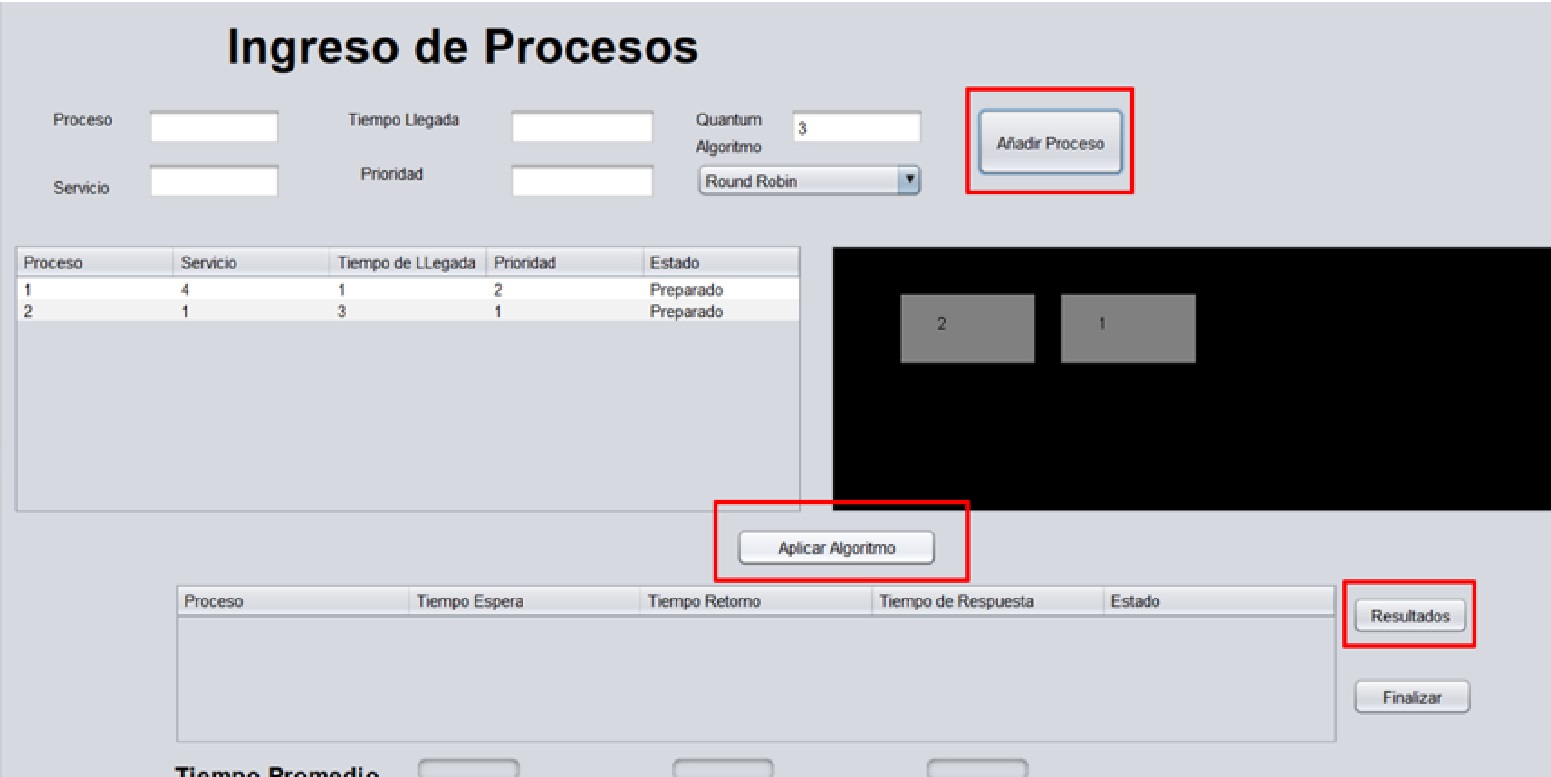 Ingreso de Procesos
Proceso
Tiempo Llegada
Quantum
3
Algoritmo
Añadir Proceso
Servicio
Prioridad
Round Robin
Proceso Servicio Tiempo de LLegada Prioridad Estado
1 4 1 2 Preparado
2 1 3 1 Preparado
2 1
Aplicar Algoritmo
Proceso Tiempo Espera Tiempo Retorno Tiempo de Respuesta Estado
Resultados
Finalizar
Tiempo Promedio